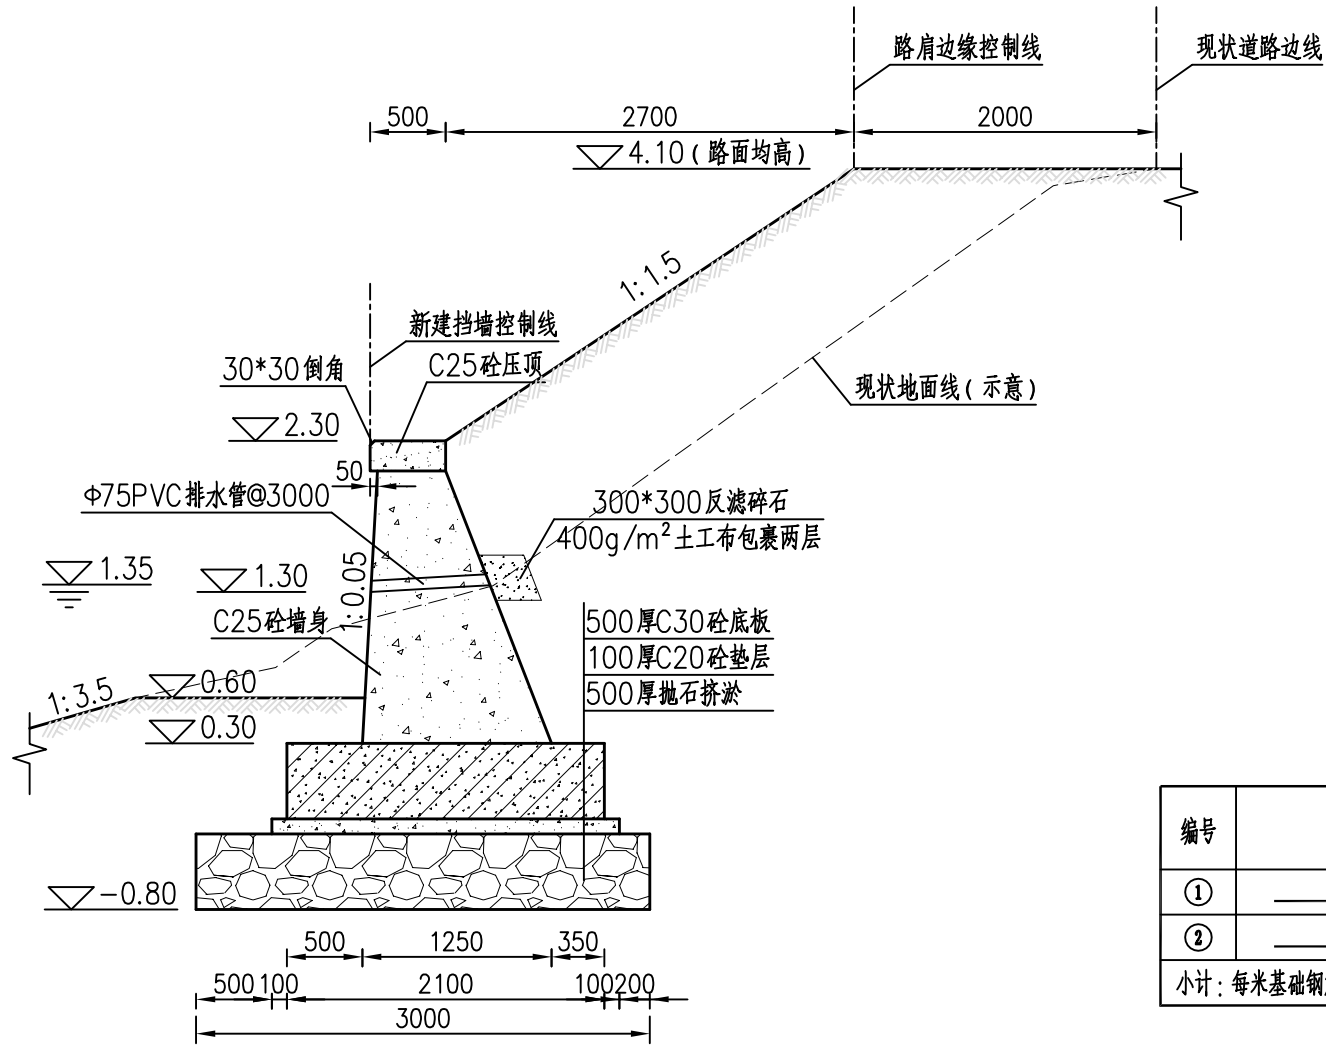 路肩边缘控制线
现状道路边线
500
2700
2000
4.10(路面均高)
1:1.5
新建挡墙控制线
30*30倒角
C25砼压顶
现状地面线(示意)
2.30
50
Φ75PVC排水管@3000
300*300反滤碎石
400g/m²土工布包裹两层
1.35
1.30
1:0.05
C25砼墙身
500厚C30砼底板
100厚C20砼垫层
500厚抛石挤淤
1:3.5
0.60
0.30
-0.80
编号
①
②
小计:每米基础钢
500
1250
350
500
100
2100
100
200
3000